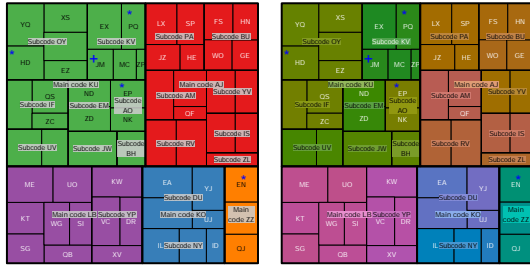 YQ
XS
EX
PQ
Subcode OY
Subcode KV
HD
EZ
JM
MC
ZF
Main code KU
QS
ND
EP
Subcode IF
Subcode EM
Subcode AO
ZC
ZD
NK
Subcode UV
Subcode JW
Subcode BH
LX
SP
FS
HN
Subcode PA
Subcode BU
JZ
HE
WO
GE
Main code AJ
Subcode AM
Subcode YV
OF
Subcode RV
Subcode IS
Subcode ZL
ME
UO
KW
KT
Main code LB
Subcode YP
WG
SI
VC
DR
SG
QB
XV
EA
YJ
Subcode DU
Main code KO
UJ
IL
Subcode NY
ID
EN
Main code ZZ
QJ
YQ
XS
EX
PQ
Subcode OY
Subcode KV
HD
EZ
JM
MC
ZF
Main code KU
QS
ND
EP
Subcode IF
Subcode EM
Subcode AO
ZC
ZD
NK
Subcode UV
Subcode JW
Subcode BH
LX
SP
FS
HN
Subcode PA
Subcode BU
JZ
HE
WO
GE
Main code AJ
Subcode AM
Subcode YV
OF
Subcode RV
Subcode IS
Subcode ZL
ME
UO
KW
KT
Main code LB
Subcode YP
WG
SI
VC
DR
SG
QB
XV
EA
YJ
Subcode DU
Main code KO
UJ
IL
Subcode NY
ID
EN
Main code ZZ
QJ